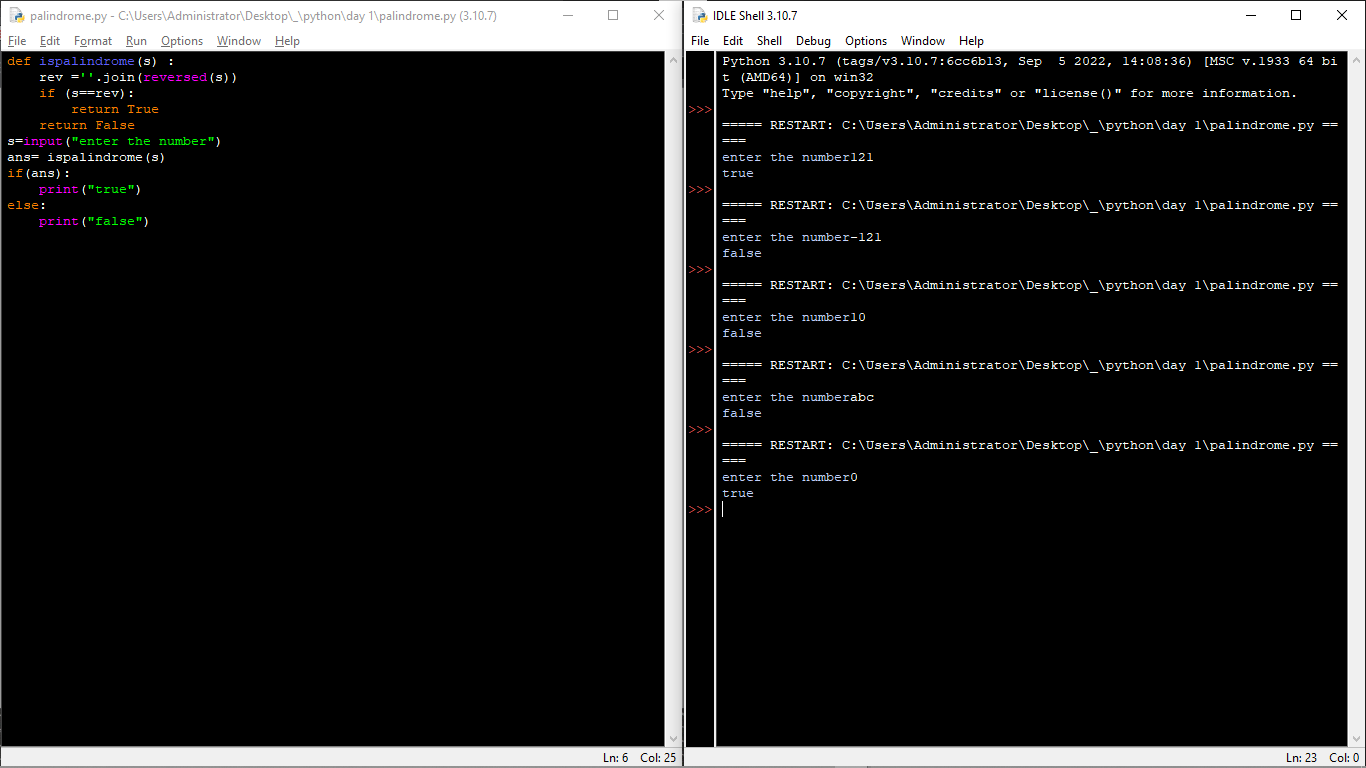 palindrome.py - C:\Users\Administrator\Desktop\_\python\day 1\palindrome.py (3.10.7)
File Edit Format Run Options Window Help
def ispalindrome(s) :
    rev =''.join(reversed(s))
    if (s==rev):
        return True
    return False
s=input("enter the number")
ans= ispalindrome(s)
if(ans):
    print("true")
else:
    print("false")
Ln: 6 Col: 25
IDLE Shell 3.10.7
File Edit Shell Debug Options Window Help
Python 3.10.7 (tags/v3.10.7:6cc6b13, Sep  5 2022, 14:08:36) [MSC v.1933 64 bi
t (AMD64)] on win32
Type "help", "copyright", "credits" or "license()" for more information.
>>>
===== RESTART: C:\Users\Administrator\Desktop\_\python\day 1\palindrome.py ==
===
enter the number121
true
>>>
===== RESTART: C:\Users\Administrator\Desktop\_\python\day 1\palindrome.py ==
===
enter the number-121
false
>>>
===== RESTART: C:\Users\Administrator\Desktop\_\python\day 1\palindrome.py ==
===
enter the number10
false
>>>
===== RESTART: C:\Users\Administrator\Desktop\_\python\day 1\palindrome.py ==
===
enter the numberabc
false
>>>
===== RESTART: C:\Users\Administrator\Desktop\_\python\day 1\palindrome.py ==
===
enter the number0
true
>>>
Ln: 23 Col: 0